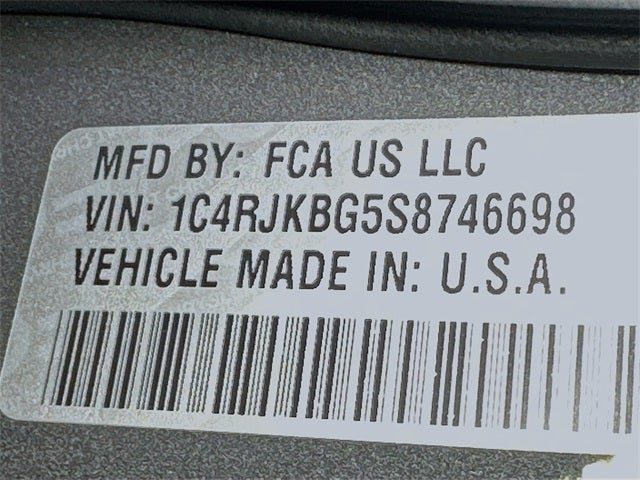 MFD BY: FCA US LLC
VIN: 1C4RJKBG5S8746698
VEHICLE MADE IN: U.S.A.